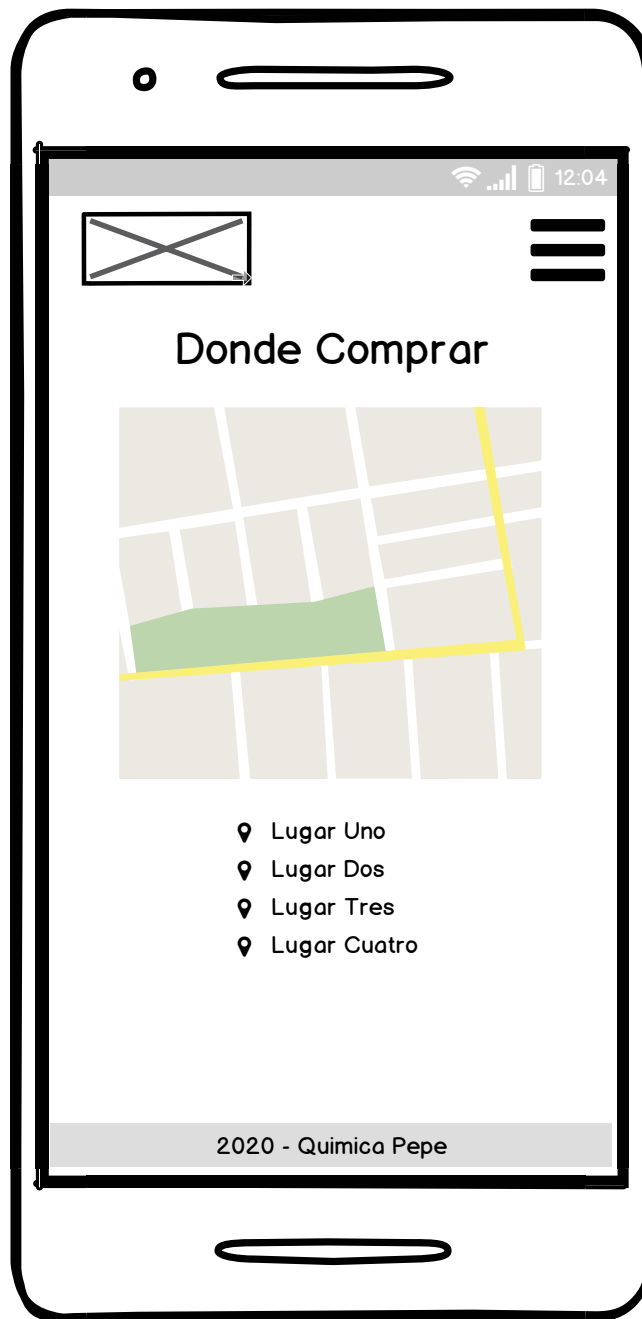 12:04
Donde Comprar
Lugar Uno
Lugar Dos
Lugar Tres
Lugar Cuatro
2020 - Quimica Pepe